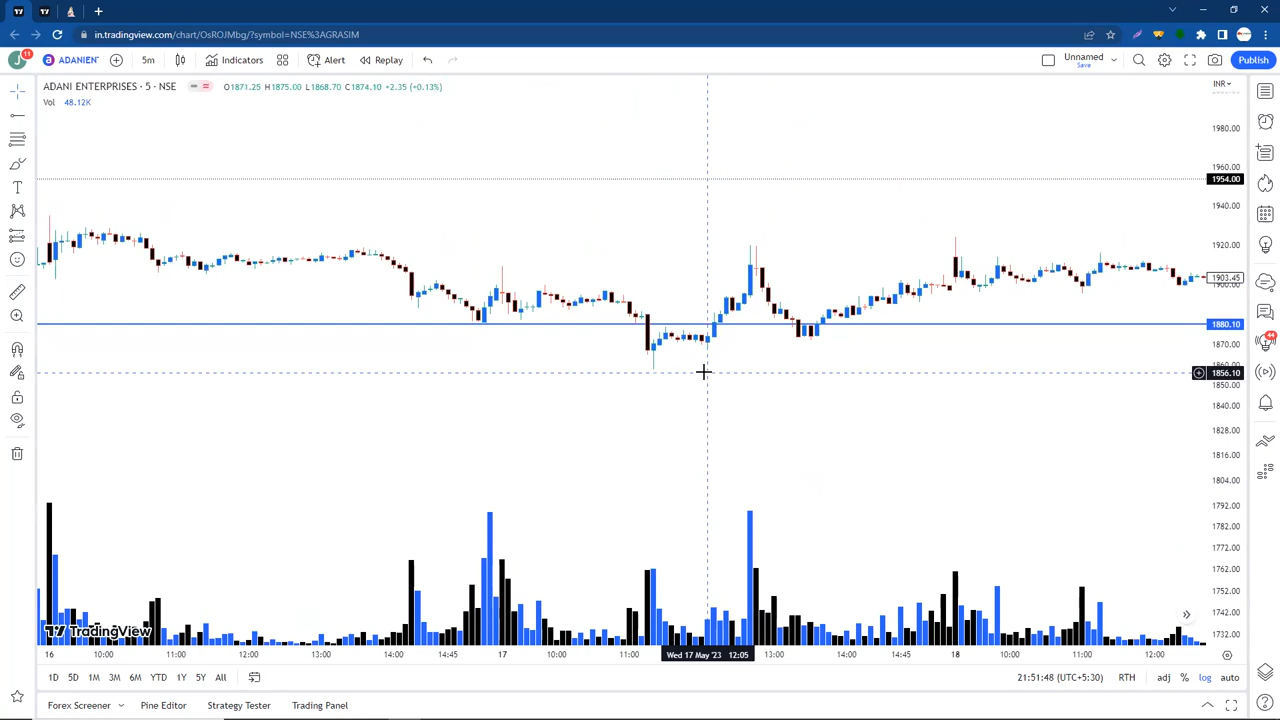 in.tradingview.com/chart/OsROJMbg/?symbol=NSE%3AGRASIM
J 11 ADANIEN 5m Indicators Alert Replay Unnamed Save Publish
ADANI ENTERPRISES · 5 · NSE O1871.25 H1875.00 L1868.70 C1874.10 +2.35 (+0.13%)
INR
Vol 48.12K
1980.00
1960.00
1954.00
1940.00
1920.00
1903.45
1900.00
1880.10
44
1870.00
1860.00
1856.10
1850.00
1840.00
1828.00
1816.00
1804.00
1792.00
1782.00
1772.00
1762.00
1752.00
1742.00
TradingView
1732.00
16 10:00 11:00 12:00 13:00 14:00 14:45 17 10:00 11:00 Wed 17 May '23 12:05 13:00 14:00 14:45 18 10:00 11:00 12:00
1D 5D 1M 3M 6M YTD 1Y 5Y All 21:51:48 (UTC+5:30) RTH adj % log auto
Forex Screener Pine Editor Strategy Tester Trading Panel